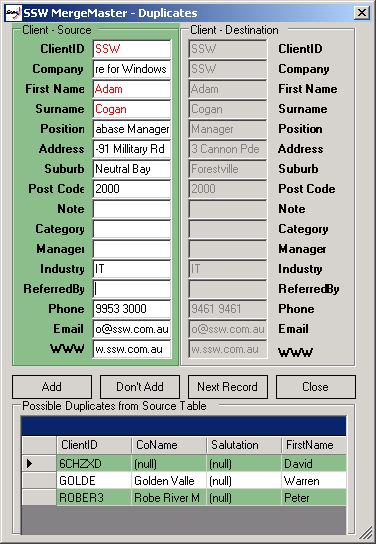 SSW MergeMaster - Duplicates
Client - Source Client - Destination
ClientID SSW SSW ClientID
Company re for Windows SSW Company
First Name Adam Adam First Name
Surname Cogan Cogan Surname
Position abase Manager Manager Position
Address -91 Millitary Rd 3 Cannon Pde Address
Suburb Neutral Bay Forestville Suburb
Post Code 2000 2000 Post Code
Note Note
Category Category
Manager Manager
Industry IT IT Industry
ReferredBy ReferredBy
Phone 9953 3000 9461 9461 Phone
Email o@ssw.com.au o@ssw.com.au Email
WWW w.ssw.com.au w.ssw.com.au WWW
Add Don't Add Next Record Close
Possible Duplicates from Source Table
ClientID CoName Salutation FirstName
6CHZXD (null) (null) David
GOLDE Golden Valle (null) Warren
ROBER3 Robe River M (null) Peter